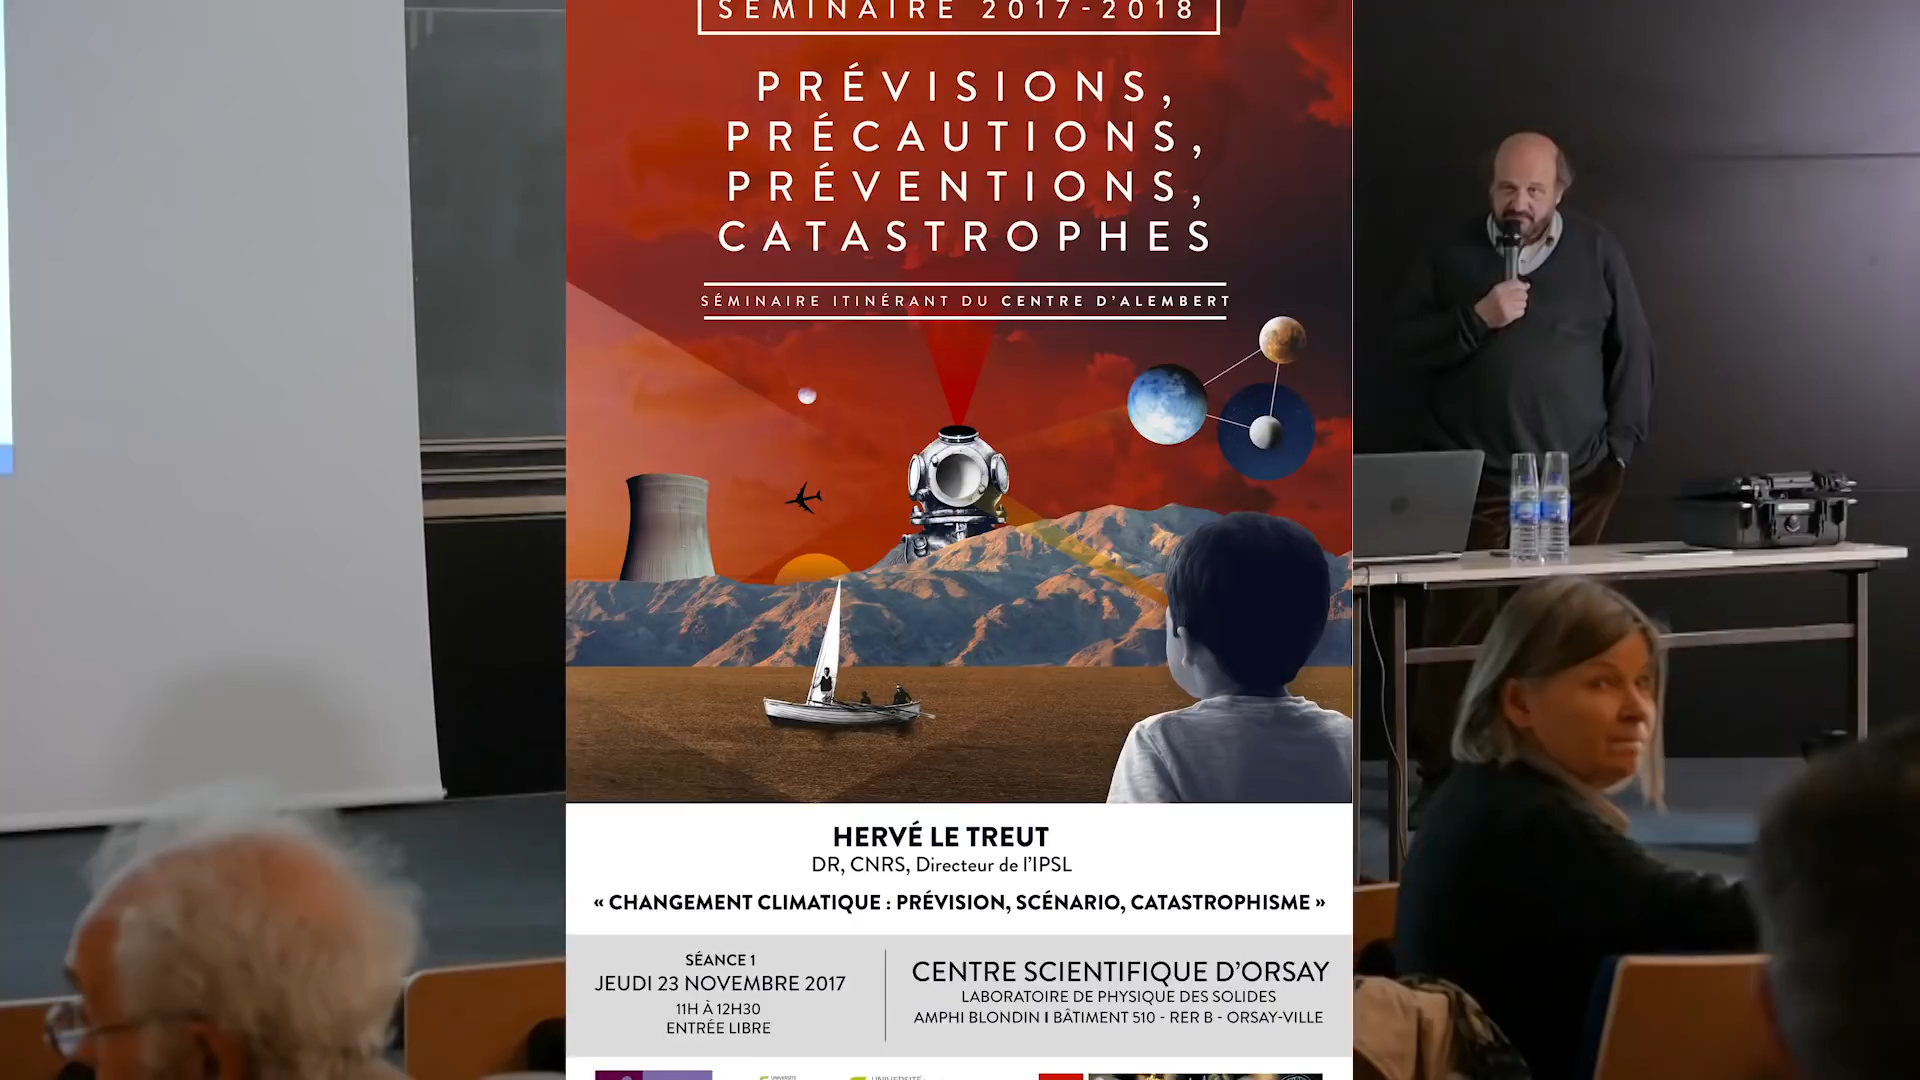 SÉMINAIRE 2017-2018
PRÉVISIONS,
PRÉCAUTIONS,
PRÉVENTIONS,
CATASTROPHES
SÉMINAIRE ITINÉRANT DU CENTRE D'ALEMBERT
HERVÉ LE TREUT
DR, CNRS, Directeur de l'IPSL
« CHANGEMENT CLIMATIQUE : PRÉVISION, SCÉNARIO, CATASTROPHISME »
SÉANCE 1
JEUDI 23 NOVEMBRE 2017
11H À 12H30
ENTRÉE LIBRE
CENTRE SCIENTIFIQUE D'ORSAY
LABORATOIRE DE PHYSIQUE DES SOLIDES
AMPHI BLONDIN I BÂTIMENT 510 - RER B - ORSAY-VILLE
UNIVERSITÉ
UNIVERSITÉ